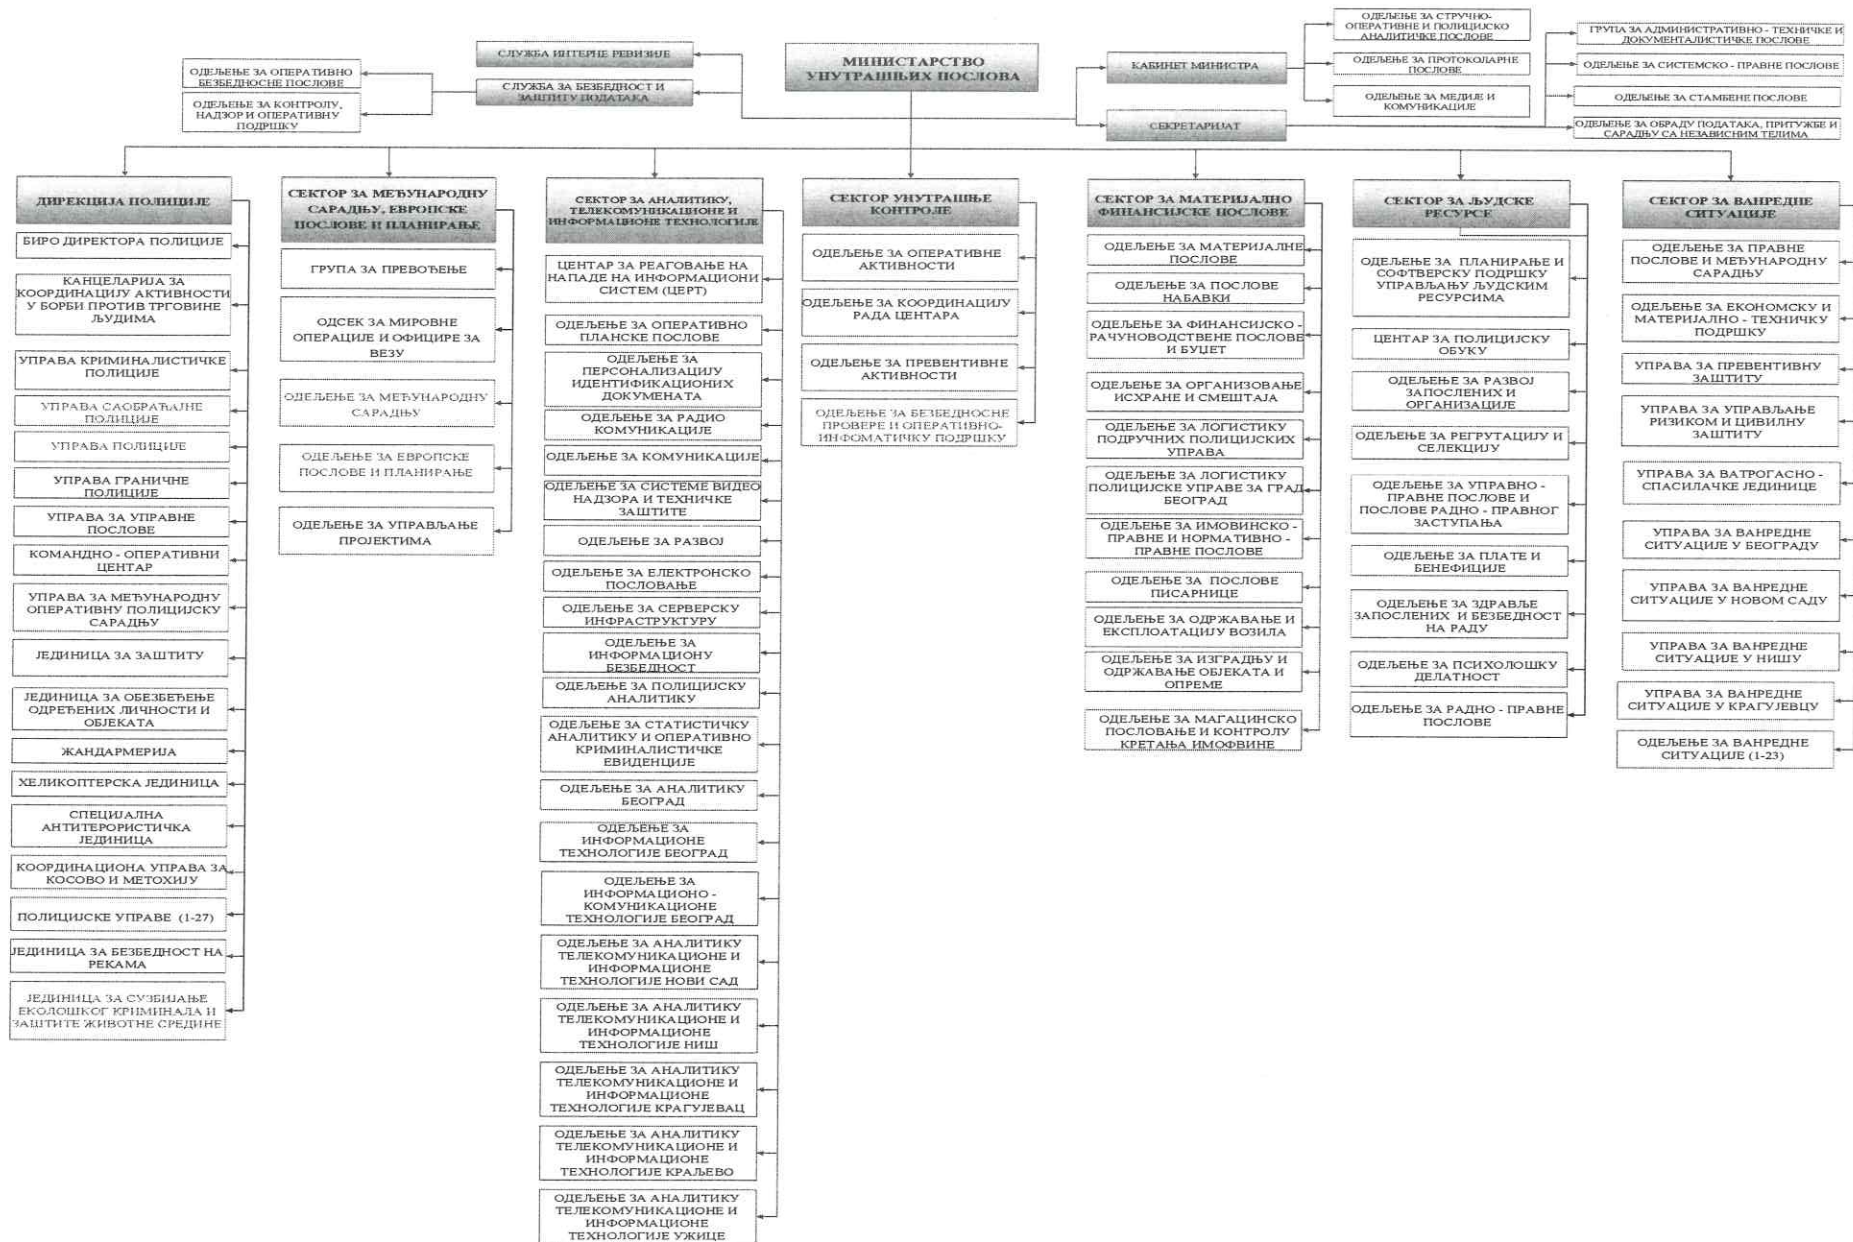 МИНИСТАРСТВО
УНУТРАШЊИХ ПОСЛОВА
СЛУЖБА ИНТЕРНЕ РЕВИЗИЈЕ
СЛУЖБА ЗА БЕЗБЕДНОСТ И
ЗАШТИТУ ПОДАТАКА
ОДЕЉЕЊЕ ЗА ОПЕРАТИВНО
БЕЗБЕДНОСНЕ ПОСЛОВЕ
ОДЕЉЕЊЕ ЗА КОНТРОЛУ,
НАДЗОР И ОПЕРАТИВНУ
ПОДРШКУ
КАБИНЕТ МИНИСТРА
ОДЕЉЕЊЕ ЗА СТРУЧНО-
ОПЕРАТИВНЕ И ПОЛИЦИЈСКО
АНАЛИТИЧКЕ ПОСЛОВЕ
ОДЕЉЕЊЕ ЗА ПРОТОКОЛАРНЕ
ПОСЛОВЕ
ОДЕЉЕЊЕ ЗА МЕДИЈЕ И
КОМУНИКАЦИЈЕ
СЕКРЕТАРИЈАТ
ГРУПА ЗА АДМИНИСТРАТИВНО - ТЕХНИЧКЕ И
ДОКУМЕНТАЛИСТИЧКЕ ПОСЛОВЕ
ОДЕЉЕЊЕ ЗА СИСТЕМСКО - ПРАВНЕ ПОСЛОВЕ
ОДЕЉЕЊЕ ЗА СТАМБЕНЕ ПОСЛОВЕ
ОДЕЉЕЊЕ ЗА ОБРАДУ ПОДАТАКА, ПРИТУЖБЕ И
САРАДЊУ СА НЕЗАВИСНИМ ТЕЛИМА
ДИРЕКЦИЈА ПОЛИЦИЈЕ
БИРО ДИРЕКТОРА ПОЛИЦИЈЕ
КАНЦЕЛАРИЈА ЗА
КООРДИНАЦИЈУ АКТИВНОСТИ
У БОРБИ ПРОТИВ ТРГОВИНЕ
ЉУДИМА
УПРАВА КРИМИНАЛИСТИЧКЕ
ПОЛИЦИЈЕ
УПРАВА САОБРАЋАЈНЕ
ПОЛИЦИЈЕ
УПРАВА ПОЛИЦИЈЕ
УПРАВА ГРАНИЧНЕ
ПОЛИЦИЈЕ
УПРАВА ЗА УПРАВНЕ
ПОСЛОВЕ
КОМАНДНО - ОПЕРАТИВНИ
ЦЕНТАР
УПРАВА ЗА МЕЂУНАРОДНУ
ОПЕРАТИВНУ ПОЛИЦИЈСКУ
САРАДЊУ
ЈЕДИНИЦА ЗА ЗАШТИТУ
ЈЕДИНИЦА ЗА ОБЕЗБЕЂЕЊЕ
ОДРЕЂЕНИХ ЛИЧНОСТИ И
ОБЈЕКАТА
ЖАНДАРМЕРИЈА
ХЕЛИКОПТЕРСКА ЈЕДИНИЦА
СПЕЦИЈАЛНА
АНТИТЕРОРИСТИЧКА
ЈЕДИНИЦА
КООРДИНАЦИОНА УПРАВА ЗА
КОСОВО И МЕТОХИЈУ
ПОЛИЦИЈСКЕ УПРАВЕ (1-27)
ЈЕДИНИЦА ЗА БЕЗБЕДНОСТ НА
РЕКАМА
ЈЕДИНИЦА ЗА СУЗБИЈАЊЕ
ЕКОЛОШКОГ КРИМИНАЛА И
ЗАШТИТЕ ЖИВОТНЕ СРЕДИНЕ
СЕКТОР ЗА МЕЂУНАРОДНУ
САРАДЊУ, ЕВРОПСКЕ
ПОСЛОВЕ И ПЛАНИРАЊЕ
ГРУПА ЗА ПРЕВОЂЕЊЕ
ОДСЕК ЗА МИРОВНЕ
ОПЕРАЦИЈЕ И ОФИЦИРЕ ЗА
ВЕЗУ
ОДЕЉЕЊЕ ЗА МЕЂУНАРОДНУ
САРАДЊУ
ОДЕЉЕЊЕ ЗА ЕВРОПСКЕ
ПОСЛОВЕ И ПЛАНИРАЊЕ
ОДЕЉЕЊЕ ЗА УПРАВЉАЊЕ
ПРОЈЕКТИМА
СЕКТОР ЗА АНАЛИТИКУ,
ТЕЛЕКОМУНИКАЦИОНЕ И
ИНФОРМАЦИОНЕ ТЕХНОЛОГИЈЕ
ЦЕНТАР ЗА РЕАГОВАЊЕ НА
НАПАДЕ НА ИНФОРМАЦИОНИ
СИСТЕМ (ЦЕРТ)
ОДЕЉЕЊЕ ЗА ОПЕРАТИВНО
ПЛАНСКЕ ПОСЛОВЕ
ОДЕЉЕЊЕ ЗА
ПЕРСОНАЛИЗАЦИЈУ
ИДЕНТИФИКАЦИОНИХ
ДОКУМЕНАТА
ОДЕЉЕЊЕ ЗА РАДИО
КОМУНИКАЦИЈЕ
ОДЕЉЕЊЕ ЗА КОМУНИКАЦИЈЕ
ОДЕЉЕЊЕ ЗА СИСТЕМЕ ВИДЕО
НАДЗОРА И ТЕХНИЧКЕ
ЗАШТИТЕ
ОДЕЉЕЊЕ ЗА РАЗВОЈ
ОДЕЉЕЊЕ ЗА ЕЛЕКТРОНСКО
ПОСЛОВАЊЕ
ОДЕЉЕЊЕ ЗА СЕРВЕРСКУ
ИНФРАСТРУКТУРУ
ОДЕЉЕЊЕ ЗА
ИНФОРМАЦИОНУ
БЕЗБЕДНОСТ
ОДЕЉЕЊЕ ЗА ПОЛИЦИЈСКУ
АНАЛИТИКУ
ОДЕЉЕЊЕ ЗА СТАТИСТИЧКУ
АНАЛИТИКУ И ОПЕРАТИВНО
КРИМИНАЛИСТИЧКЕ
ЕВИДЕНЦИЈЕ
ОДЕЉЕЊЕ ЗА АНАЛИТИКУ
БЕОГРАД
ОДЕЉЕЊЕ ЗА
ИНФОРМАЦИОНЕ
ТЕХНОЛОГИЈЕ БЕОГРАД
ОДЕЉЕЊЕ ЗА
ИНФОРМАЦИОНО -
КОМУНИКАЦИОНЕ
ТЕХНОЛОГИЈЕ БЕОГРАД
ОДЕЉЕЊЕ ЗА АНАЛИТИКУ
ТЕЛЕКОМУНИКАЦИОНЕ И
ИНФОРМАЦИОНЕ
ТЕХНОЛОГИЈЕ НОВИ САД
ОДЕЉЕЊЕ ЗА АНАЛИТИКУ
ТЕЛЕКОМУНИКАЦИОНЕ И
ИНФОРМАЦИОНЕ
ТЕХНОЛОГИЈЕ НИШ
ОДЕЉЕЊЕ ЗА АНАЛИТИКУ
ТЕЛЕКОМУНИКАЦИОНЕ И
ИНФОРМАЦИОНЕ
ТЕХНОЛОГИЈЕ КРАГУЈЕВАЦ
ОДЕЉЕЊЕ ЗА АНАЛИТИКУ
ТЕЛЕКОМУНИКАЦИОНЕ И
ИНФОРМАЦИОНЕ
ТЕХНОЛОГИЈЕ КРАЉЕВО
ОДЕЉЕЊЕ ЗА АНАЛИТИКУ
ТЕЛЕКОМУНИКАЦИОНЕ И
ИНФОРМАЦИОНЕ
ТЕХНОЛОГИЈЕ УЖИЦЕ
СЕКТОР УНУТРАШЊЕ
КОНТРОЛЕ
ОДЕЉЕЊЕ ЗА ОПЕРАТИВНЕ
АКТИВНОСТИ
ОДЕЉЕЊЕ ЗА КООРДИНАЦИЈУ
РАДА ЦЕНТАРА
ОДЕЉЕЊЕ ЗА ПРЕВЕНТИВНЕ
АКТИВНОСТИ
ОДЕЉЕЊЕ ЗА БЕЗБЕДНОСНЕ
ПРОВЕРЕ И ОПЕРАТИВНО-
ИНФОМАТИЧКУ ПОДРШКУ
СЕКТОР ЗА МАТЕРИЈАЛНО
ФИНАНСИЈСКЕ ПОСЛОВЕ
ОДЕЉЕЊЕ ЗА МАТЕРИЈАЛНЕ
ПОСЛОВЕ
ОДЕЉЕЊЕ ЗА ПОСЛОВЕ
НАБАВКИ
ОДЕЉЕЊЕ ЗА ФИНАНСИЈСКО -
РАЧУНОВОДСТВЕНЕ ПОСЛОВЕ
И БУЏЕТ
ОДЕЉЕЊЕ ЗА ОРГАНИЗОВАЊЕ
ИСХРАНЕ И СМЕШТАЈА
ОДЕЉЕЊЕ ЗА ЛОГИСТИКУ
ПОДРУЧНИХ ПОЛИЦИЈСКИХ
УПРАВА
ОДЕЉЕЊЕ ЗА ЛОГИСТИКУ
ПОЛИЦИЈСКЕ УПРАВЕ ЗА ГРАД
БЕОГРАД
ОДЕЉЕЊЕ ЗА ИМОВИНСКО -
ПРАВНЕ И НОРМАТИВНО -
ПРАВНЕ ПОСЛОВЕ
ОДЕЉЕЊЕ ЗА ПОСЛОВЕ
ПИСАРНИЦЕ
ОДЕЉЕЊЕ ЗА ОДРЖАВАЊЕ И
ЕКСПЛОАТАЦИЈУ ВОЗИЛА
ОДЕЉЕЊЕ ЗА ИЗГРАДЊУ И
ОДРЖАВАЊЕ ОБЈЕКАТА И
ОПРЕМЕ
ОДЕЉЕЊЕ ЗА МАГАЦИНСКО
ПОСЛОВАЊЕ И КОНТРОЛУ
КРЕТАЊА ИМОФВИНЕ
СЕКТОР ЗА ЉУДСКЕ
РЕСУРСЕ
ОДЕЉЕЊЕ ЗА ПЛАНИРАЊЕ И
СОФТВЕРСКУ ПОДРШКУ
УПРАВЉАЊУ ЉУДСКИМ
РЕСУРСИМА
ЦЕНТАР ЗА ПОЛИЦИЈСКУ
ОБУКУ
ОДЕЉЕЊЕ ЗА РАЗВОЈ
ЗАПОСЛЕНИХ И
ОРГАНИЗАЦИЈЕ
ОДЕЉЕЊЕ ЗА РЕГРУТАЦИЈУ И
СЕЛЕКЦИЈУ
ОДЕЉЕЊЕ ЗА УПРАВНО -
ПРАВНЕ ПОСЛОВЕ И
ПОСЛОВЕ РАДНО - ПРАВНОГ
ЗАСТУПАЊА
ОДЕЉЕЊЕ ЗА ПЛАТЕ И
БЕНЕФИЦИЈЕ
ОДЕЉЕЊЕ ЗА ЗДРАВЉЕ
ЗАПОСЛЕНИХ И БЕЗБЕДНОСТ
НА РАДУ
ОДЕЉЕЊЕ ЗА ПСИХОЛОШКУ
ДЕЛАТНОСТ
ОДЕЉЕЊЕ ЗА РАДНО - ПРАВНЕ
ПОСЛОВЕ
СЕКТОР ЗА ВАНРЕДНЕ
СИТУАЦИЈЕ
ОДЕЉЕЊЕ ЗА ПРАВНЕ
ПОСЛОВЕ И МЕЂУНАРОДНУ
САРАДЊУ
ОДЕЉЕЊЕ ЗА ЕКОНОМСКУ И
МАТЕРИЈАЛНО - ТЕХНИЧКУ
ПОДРШКУ
УПРАВА ЗА ПРЕВЕНТИВНУ
ЗАШТИТУ
УПРАВА ЗА УПРАВЉАЊЕ
РИЗИКОМ И ЦИВИЛНУ
ЗАШТИТУ
УПРАВА ЗА ВАТРОГАСНО -
СПАСИЛАЧКЕ ЈЕДИНИЦЕ
УПРАВА ЗА ВАНРЕДНЕ
СИТУАЦИЈЕ У БЕОГРАДУ
УПРАВА ЗА ВАНРЕДНЕ
СИТУАЦИЈЕ У НОВОМ САДУ
УПРАВА ЗА ВАНРЕДНЕ
СИТУАЦИЈЕ У НИШУ
УПРАВА ЗА ВАНРЕДНЕ
СИТУАЦИЈЕ У КРАГУЈЕВЦУ
ОДЕЉЕЊЕ ЗА ВАНРЕДНЕ
СИТУАЦИЈЕ (1-23)